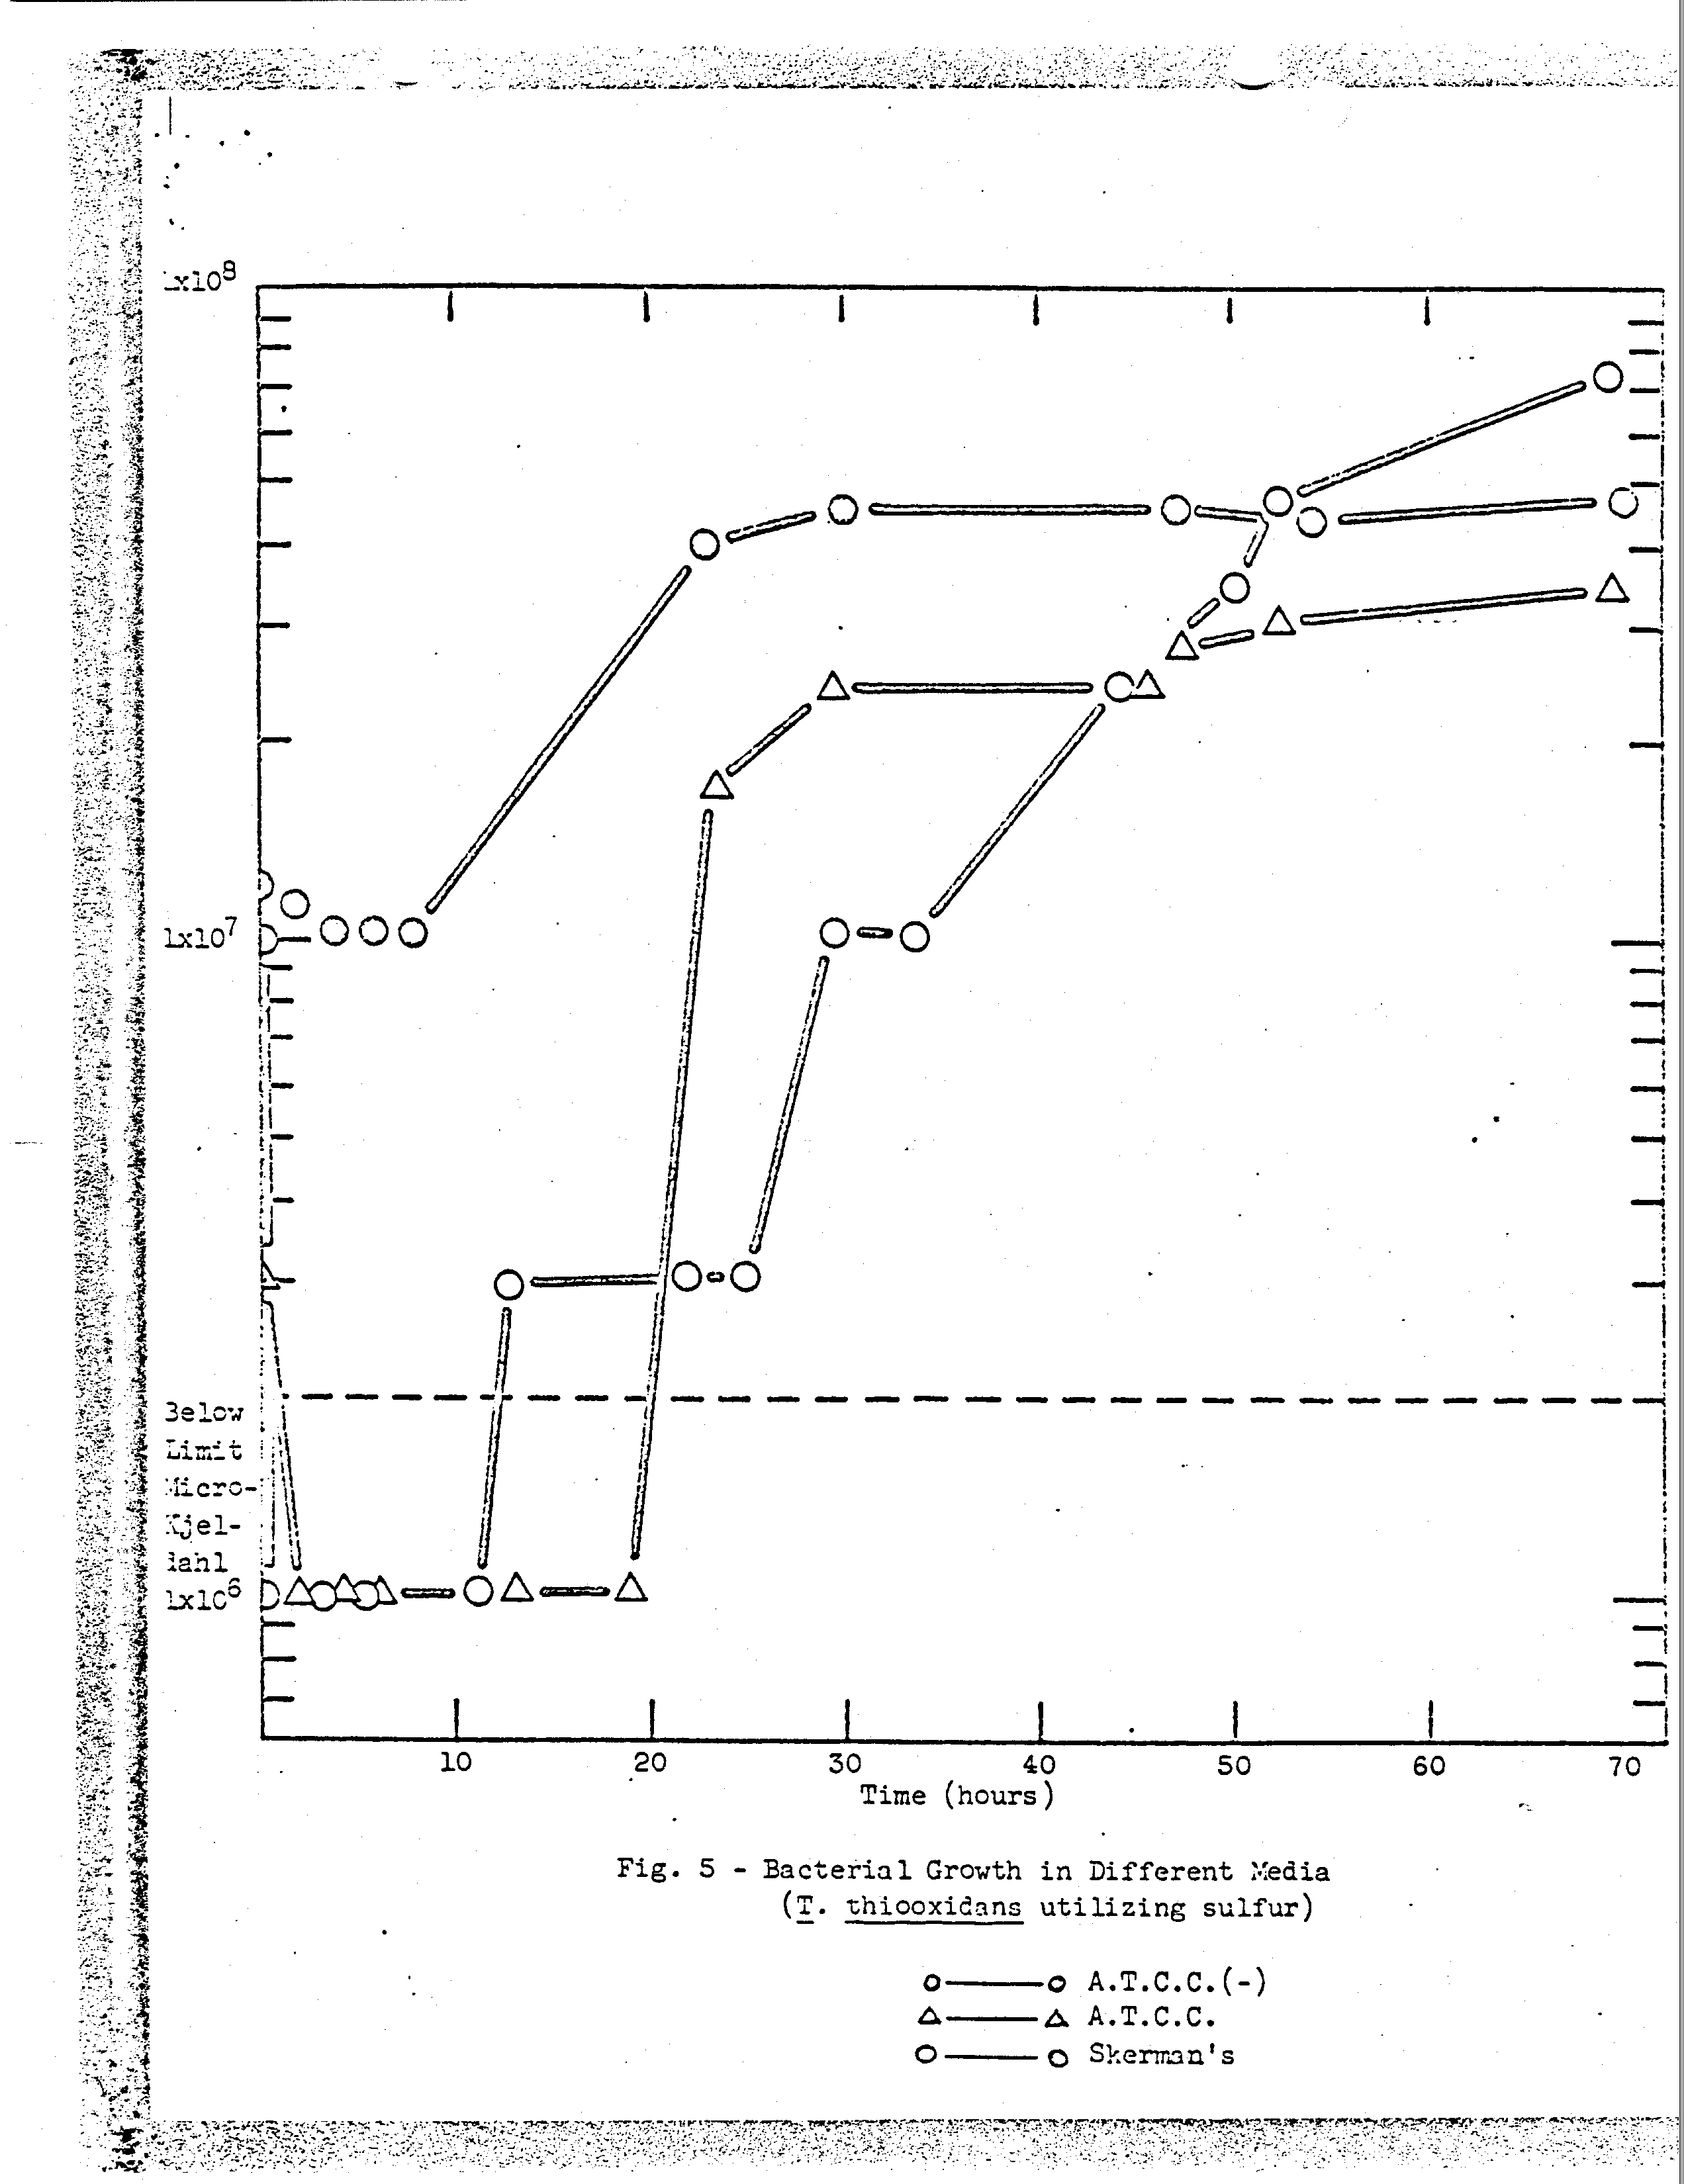 1x10^8
1x10^7
Below
Limit
Micro-
Kjel-
dahl
1x10^6
10 20 30 40 50 60 70
Time (hours)
Fig. 5 - Bacterial Growth in Different Media
(T. thiooxidans utilizing sulfur)
A.T.C.C.(-)
A.T.C.C.
Skerman's